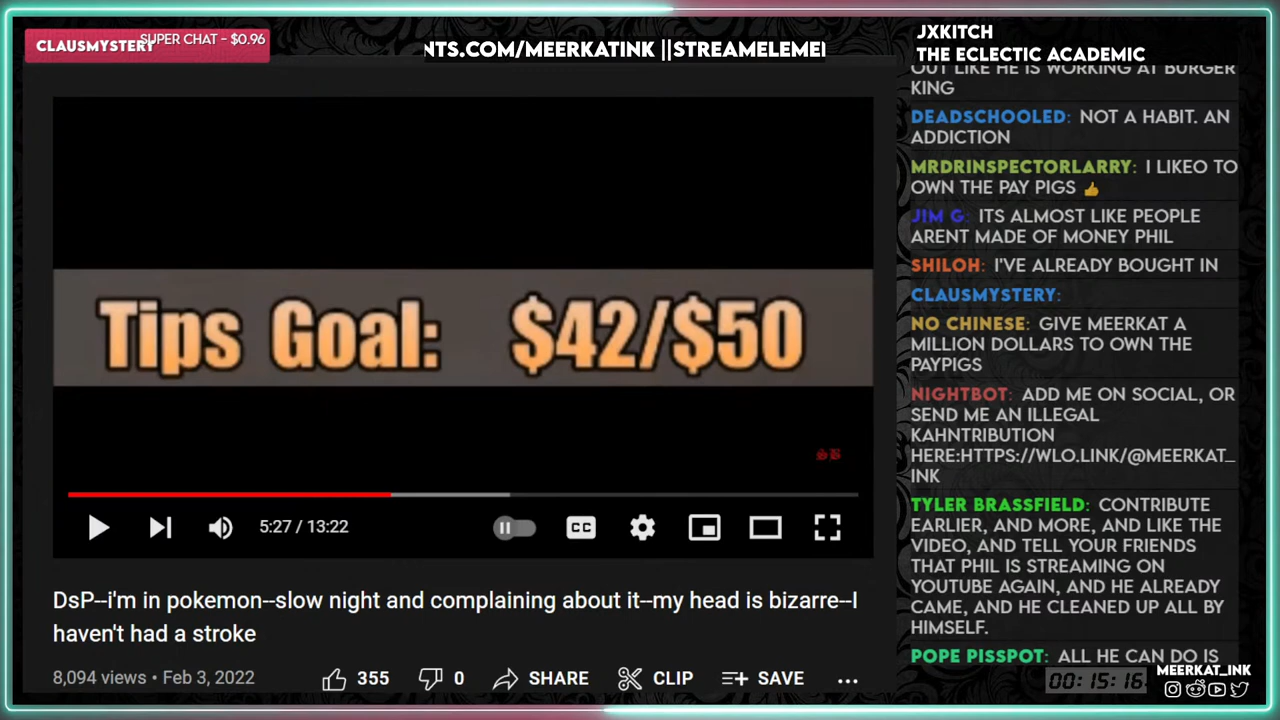 CLAUSMYSTERY
SUPER CHAT – $0.96
NTS.COM/MEERKATINK ||STREAMELEME
JXKITCH
THE ECLECTIC ACADEMIC
OUT LIKE HE IS WORKING AT BURGER
KING
DEADSCHOOLED: NOT A HABIT. AN
ADDICTION
MRDRINSPECTORLARRY: I LIKEO TO
OWN THE PAY PIGS 👍
JIM G: ITS ALMOST LIKE PEOPLE
ARENT MADE OF MONEY PHIL
SHILOH: I'VE ALREADY BOUGHT IN
CLAUSMYSTERY:
NO CHINESE: GIVE MEERKAT A
MILLION DOLLARS TO OWN THE
PAYPIGS
NIGHTBOT: ADD ME ON SOCIAL, OR
SEND ME AN ILLEGAL
KAHNTRIBUTION
HERE:HTTPS://WLO.LINK/@MEERKAT_
INK
TYLER BRASSFIELD: CONTRIBUTE
EARLIER, AND MORE, AND LIKE THE
VIDEO, AND TELL YOUR FRIENDS
THAT PHIL IS STREAMING ON
YOUTUBE AGAIN, AND HE ALREADY
CAME, AND HE CLEANED UP ALL BY
HIMSELF.
POPE PISSPOT: ALL HE CAN DO IS
Tips Goal: $42/$50
SB
5:27 / 13:22
CC
DsP--i'm in pokemon--slow night and complaining about it--my head is bizarre--I
haven't had a stroke
8,094 views • Feb 3, 2022
355
0
SHARE
CLIP
SAVE
00:15:16
MEERKAT_INK